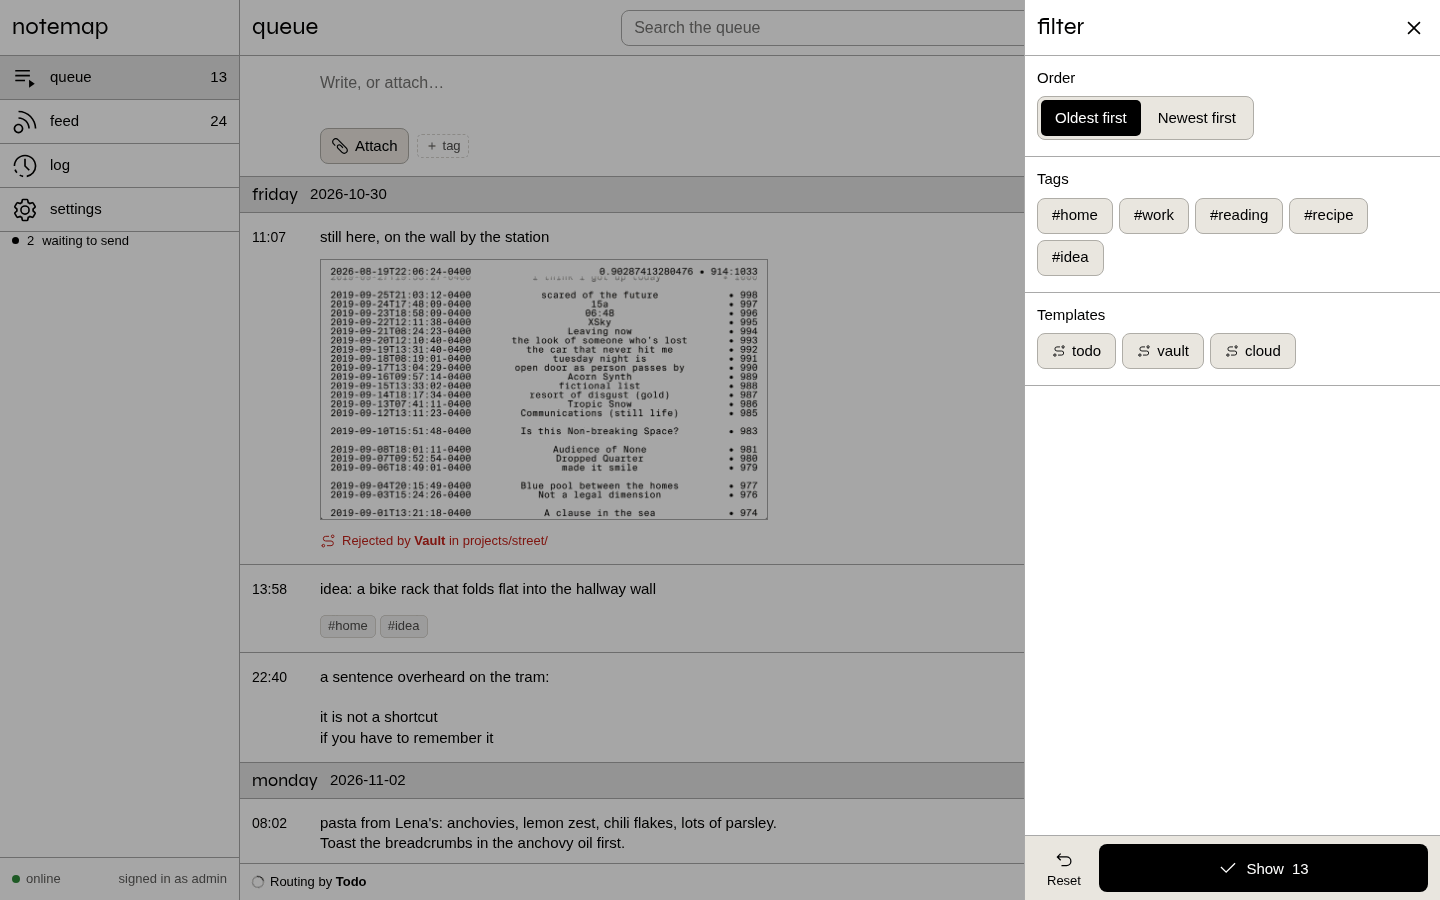 notemap
queue 13
feed 24
log
settings
2 waiting to send
online signed in as admin
queue
Search the queue
Write, or attach…
Attach
+ tag
friday 2026-10-30
11:07 still here, on the wall by the station
2026-08-19T22:06:24-0400 0.90287413280476 • 914:1033
2019-09-25T21:03:12-0400 scared of the future • 998
2019-09-24T17:48:09-0400 15a • 997
2019-09-23T18:58:09-0400 06:48 • 996
2019-09-22T12:11:38-0400 XSky • 995
2019-09-21T08:24:23-0400 Leaving now • 994
2019-09-20T12:10:40-0400 the look of someone who's lost • 993
2019-09-19T13:31:40-0400 the car that never hit me • 992
2019-09-18T08:19:01-0400 tuesday night is • 991
2019-09-17T13:04:29-0400 open door as person passes by • 990
2019-09-16T09:57:14-0400 Acorn Synth • 989
2019-09-15T13:33:02-0400 fictional list • 988
2019-09-14T18:17:34-0400 resort of disgust (gold) • 987
2019-09-13T07:41:11-0400 Tropic Snow • 986
2019-09-12T13:11:23-0400 Communications (still life) • 985
2019-09-10T15:51:48-0400 Is this Non-breaking Space? • 983
2019-09-08T18:01:11-0400 Audience of None • 981
2019-09-07T09:52:54-0400 Dropped Quarter • 980
2019-09-06T18:49:01-0400 made it smile • 979
2019-09-04T20:15:49-0400 Blue pool between the homes • 977
2019-09-03T15:24:26-0400 Not a legal dimension • 976
2019-09-01T13:21:18-0400 A clause in the sea • 974
Rejected by Vault in projects/street/
13:58 idea: a bike rack that folds flat into the hallway wall
#home #idea
22:40 a sentence overheard on the tram:
it is not a shortcut
if you have to remember it
monday 2026-11-02
08:02 pasta from Lena's: anchovies, lemon zest, chili flakes, lots of parsley.
Toast the breadcrumbs in the anchovy oil first.
Routing by Todo
filter
Order
Oldest first Newest first
Tags
#home #work #reading #recipe
#idea
Templates
todo vault cloud
Reset
Show 13